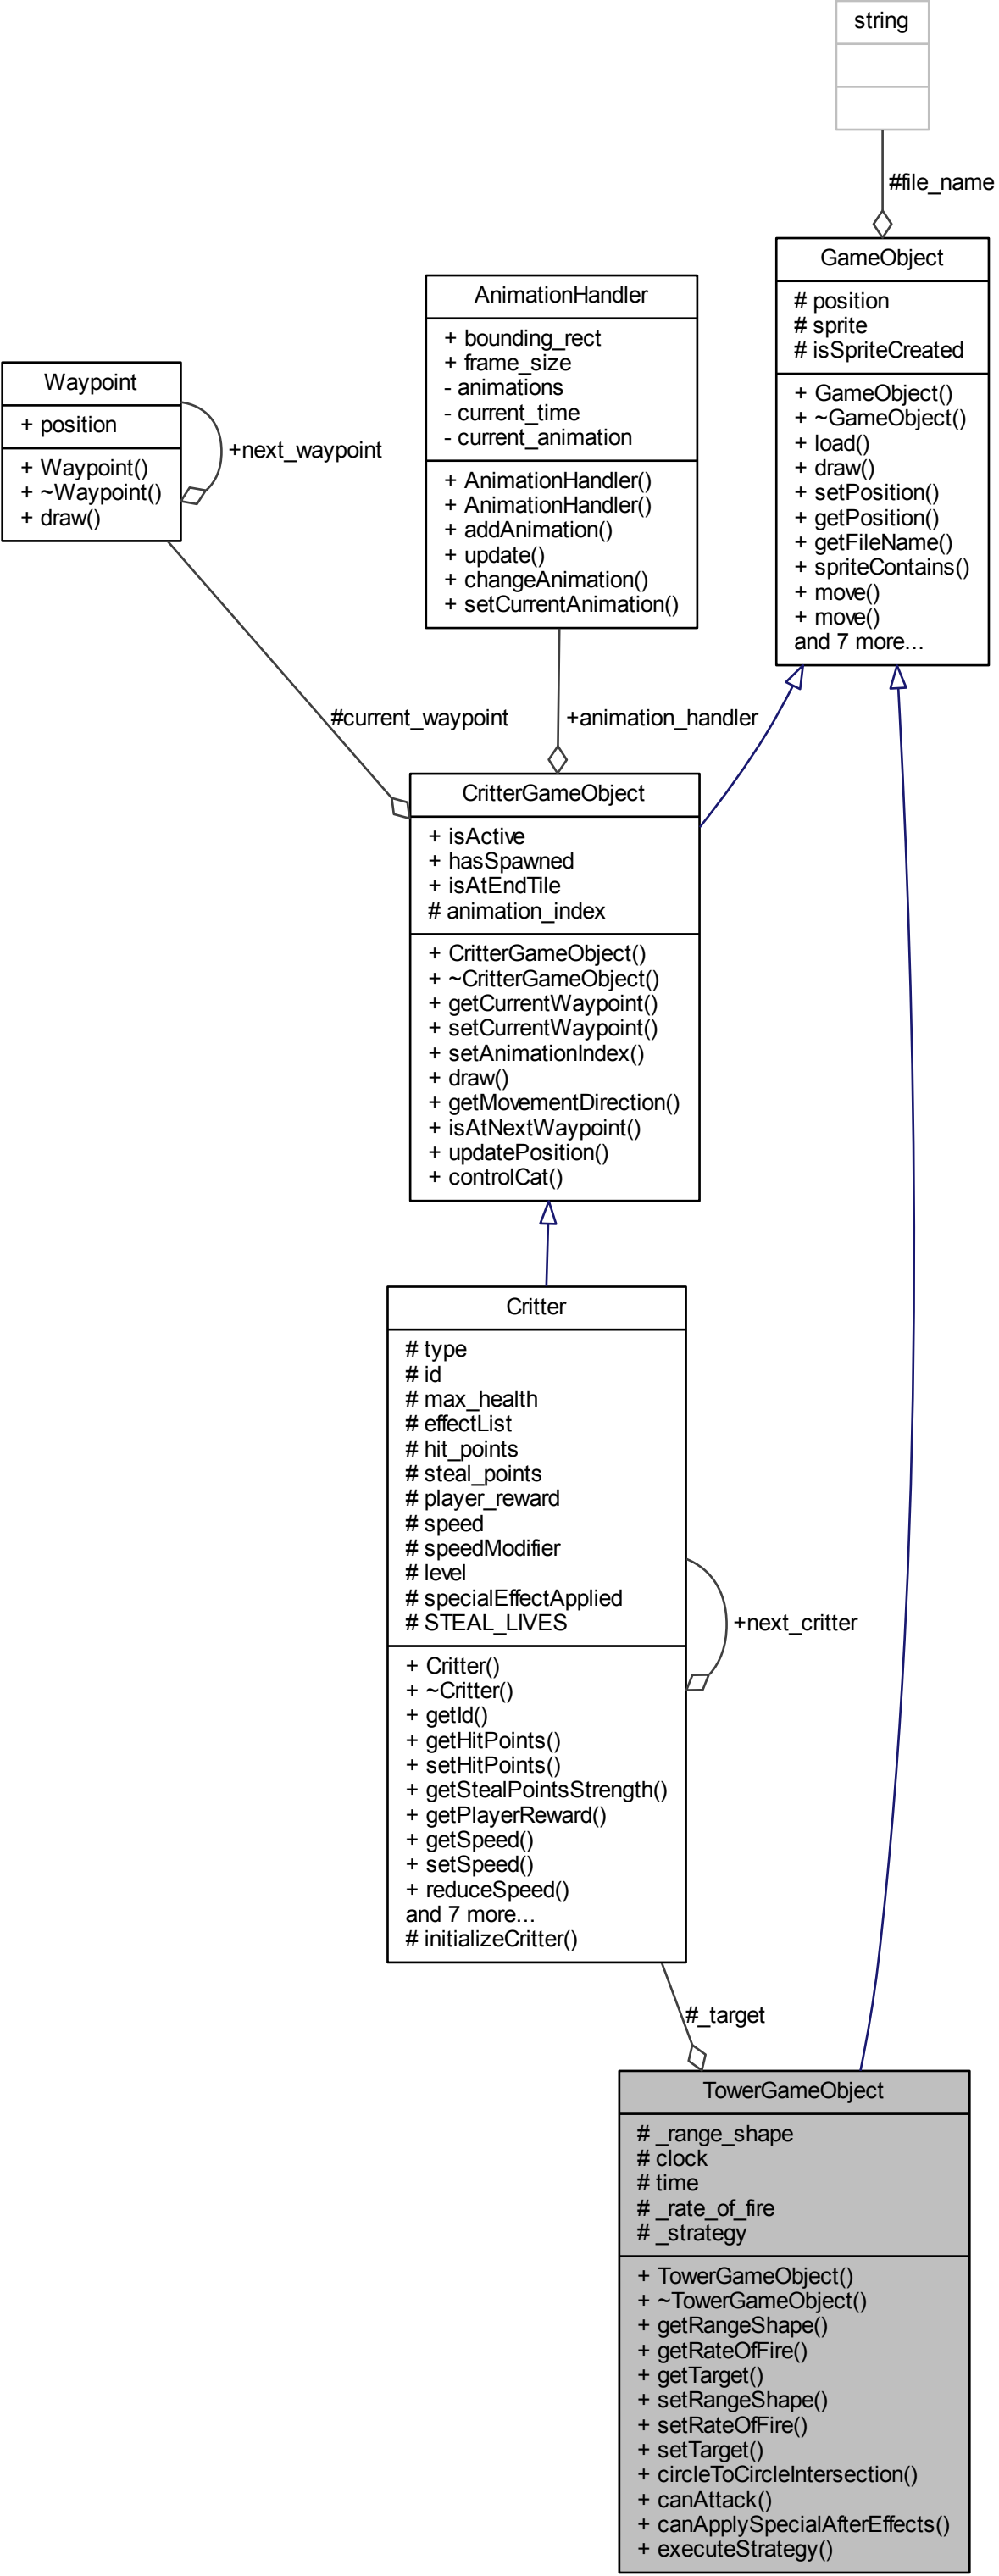 string
#file_name
GameObject
# position
# sprite
# isSpriteCreated
+ GameObject()
+ ~GameObject()
+ load()
+ draw()
+ setPosition()
+ getPosition()
+ getFileName()
+ spriteContains()
+ move()
+ move()
and 7 more...
AnimationHandler
+ bounding_rect
+ frame_size
- animations
- current_time
- current_animation
+ AnimationHandler()
+ AnimationHandler()
+ addAnimation()
+ update()
+ changeAnimation()
+ setCurrentAnimation()
Waypoint
+ position
+ Waypoint()
+ ~Waypoint()
+ draw()
+next_waypoint
#current_waypoint
+animation_handler
CritterGameObject
+ isActive
+ hasSpawned
+ isAtEndTile
# animation_index
+ CritterGameObject()
+ ~CritterGameObject()
+ getCurrentWaypoint()
+ setCurrentWaypoint()
+ setAnimationIndex()
+ draw()
+ getMovementDirection()
+ isAtNextWaypoint()
+ updatePosition()
+ controlCat()
Critter
# type
# id
# max_health
# effectList
# hit_points
# steal_points
# player_reward
# speed
# speedModifier
# level
# specialEffectApplied
# STEAL_LIVES
+ Critter()
+ ~Critter()
+ getId()
+ getHitPoints()
+ setHitPoints()
+ getStealPointsStrength()
+ getPlayerReward()
+ getSpeed()
+ setSpeed()
+ reduceSpeed()
and 7 more...
# initializeCritter()
+next_critter
#_target
TowerGameObject
# _range_shape
# clock
# time
# _rate_of_fire
# _strategy
+ TowerGameObject()
+ ~TowerGameObject()
+ getRangeShape()
+ getRateOfFire()
+ getTarget()
+ setRangeShape()
+ setRateOfFire()
+ setTarget()
+ circleToCircleIntersection()
+ canAttack()
+ canApplySpecialAfterEffects()
+ executeStrategy()